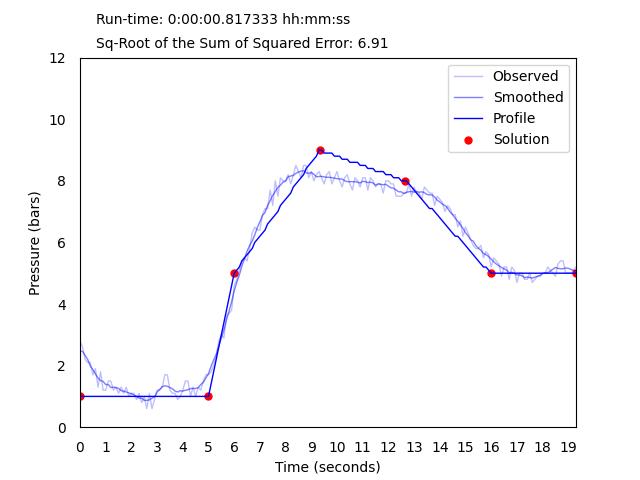 Run-time: 0:00:00.817333 hh:mm:ss
Sq-Root of the Sum of Squared Error: 6.91
Observed
Smoothed
Profile
Solution
12
10
8
6
4
2
0
Pressure (bars)
0 1 2 3 4 5 6 7 8 9 10 11 12 13 14 15 16 17 18 19
Time (seconds)